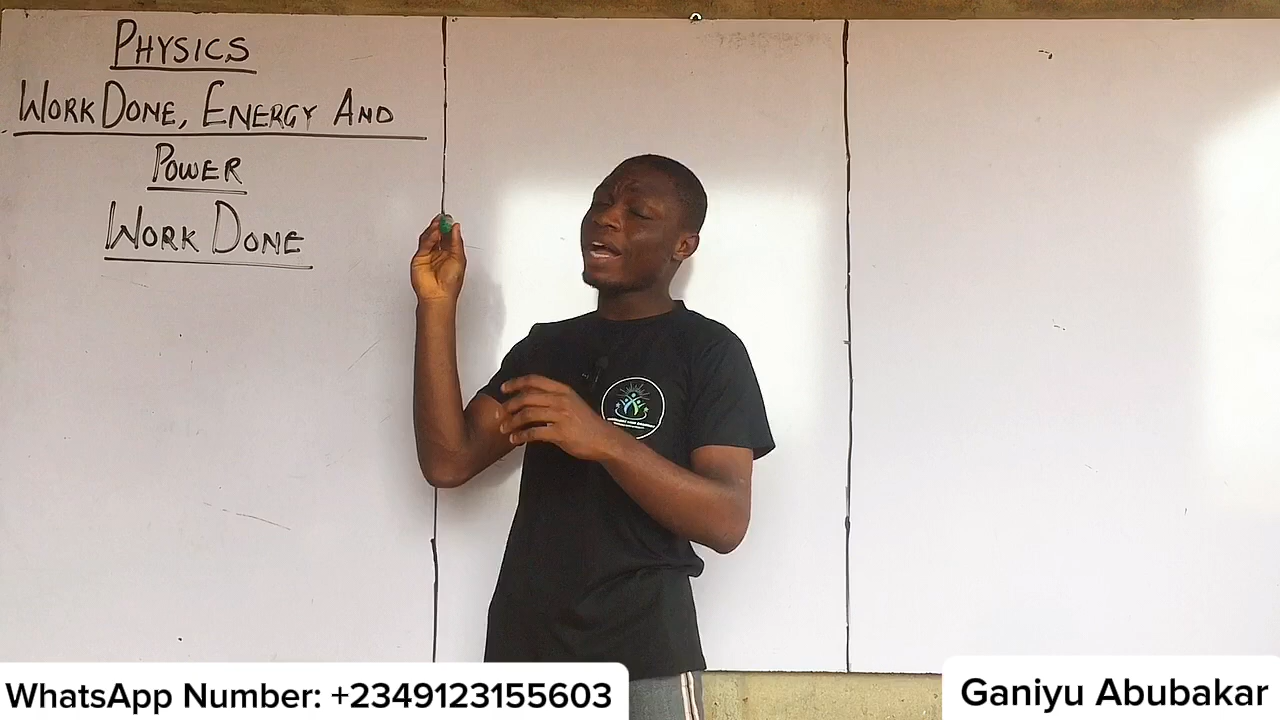 PHYSICS
WORK DONE, ENERGY AND
POWER
WORK DONE
WhatsApp Number: +2349123155603
Ganiyu Abubakar